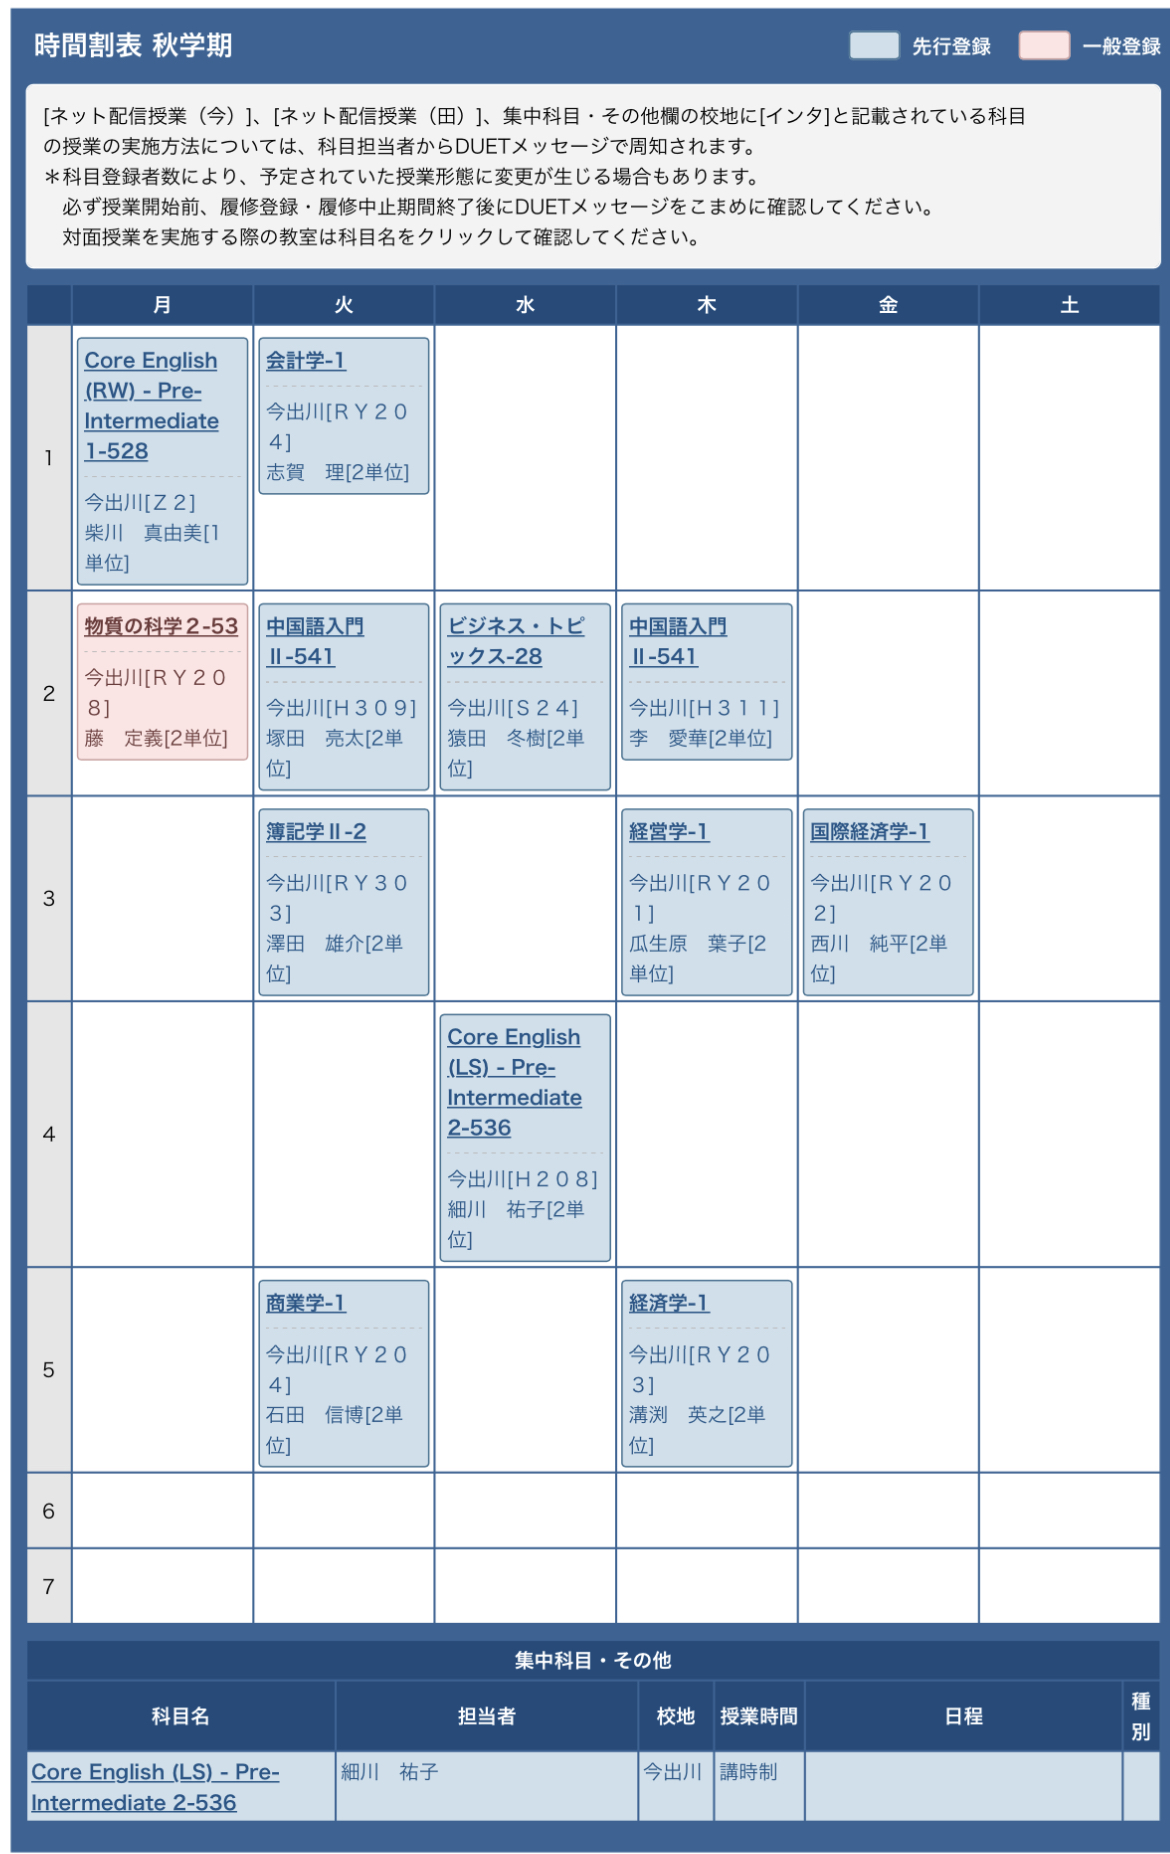 時間割表 秋学期
先行登録 一般登録
[ネット配信授業（今）]、[ネット配信授業（田）]、集中科目・その他欄の校地に[インタ]と記載されている科目
の授業の実施方法については、科目担当者からDUETメッセージで周知されます。
＊科目登録者数により、予定されていた授業形態に変更が生じる場合もあります。
必ず授業開始前、履修登録・履修中止期間終了後にDUETメッセージをこまめに確認してください。
対面授業を実施する際の教室は科目名をクリックして確認してください。
月 火 水 木 金 土
1
Core English
(RW) - Pre-
Intermediate
1-528
今出川[Ｚ２]
柴川　真由美[1
単位]
会計学-1
今出川[ＲＹ２０
４]
志賀　理[2単位]
2
物質の科学２-53
今出川[ＲＹ２０
８]
藤　定義[2単位]
中国語入門
Ⅱ-541
今出川[Ｈ３０９]
塚田　亮太[2単
位]
ビジネス・トピ
ックス-28
今出川[Ｓ２４]
猿田　冬樹[2単
位]
中国語入門
Ⅱ-541
今出川[Ｈ３１１]
李　愛華[2単位]
3
簿記学Ⅱ-2
今出川[ＲＹ３０
３]
澤田　雄介[2単
位]
経営学-1
今出川[ＲＹ２０
１]
瓜生原　葉子[2
単位]
国際経済学-1
今出川[ＲＹ２０
２]
西川　純平[2単
位]
4
Core English
(LS) - Pre-
Intermediate
2-536
今出川[Ｈ２０８]
細川　祐子[2単
位]
5
商業学-1
今出川[ＲＹ２０
４]
石田　信博[2単
位]
経済学-1
今出川[ＲＹ２０
３]
溝渕　英之[2単
位]
6
7
集中科目・その他
科目名 担当者 校地 授業時間 日程 種
別
Core English (LS) - Pre- 細川　祐子 今出川 講時制
Intermediate 2-536